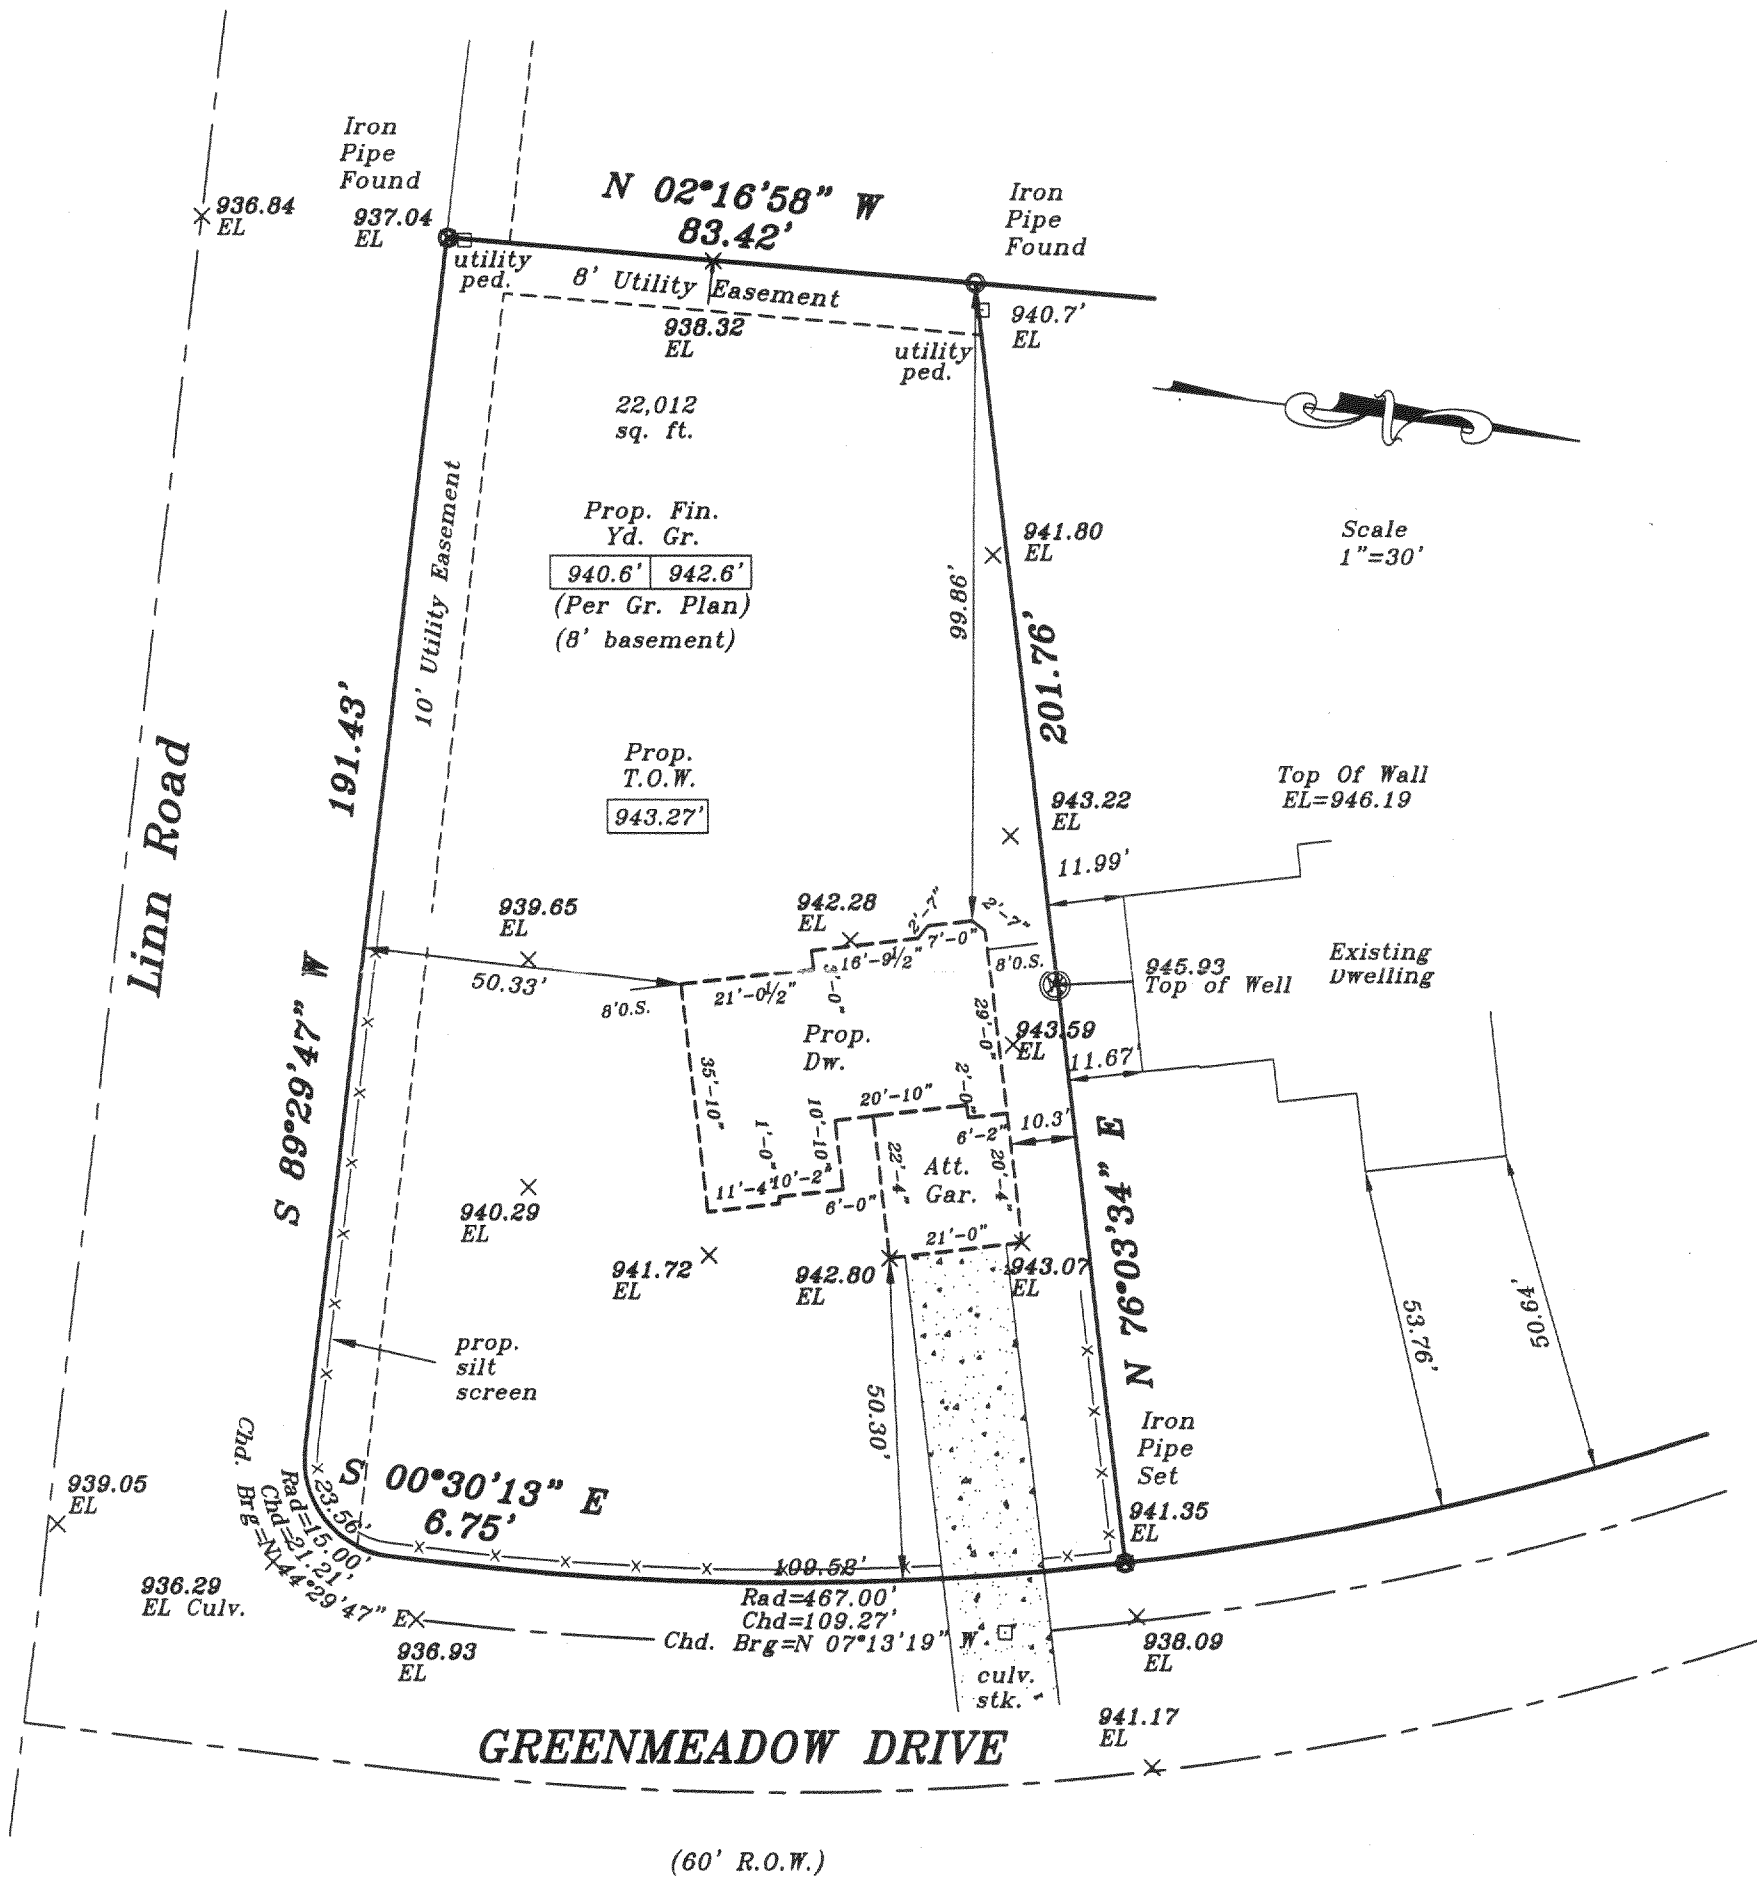 Iron
Pipe
Found
936.84
EL
937.04
EL
N 02°16'58" W
83.42'
Iron
Pipe
Found
utility
ped.
8' Utility Easement
940.7'
EL
938.32
EL
utility
ped.
22,012
sq. ft.
10' Utility Easement
Prop. Fin.
Yd. Gr.
940.6' 942.6'
(Per Gr. Plan)
(8' basement)
99.86'
941.80
EL
Scale
1"=30'
201.76'
191.43'
Linn Road
Prop.
T.O.W.
943.27'
943.22
EL
Top Of Wall
EL=946.19
11.99'
939.65
EL
942.28
EL
2'-7"
2'-7"
7'-0"
16'-9½"
8'O.S.
50.33'
8'O.S.
21'-0½"
3'-0"
945.93
Top of Well
Existing
Dwelling
S 89°29'47" W
Prop.
Dw.
29'-0"
943.59
EL
11.67'
35'-10"
20'-10"
2'-0"
1'-0"
10'-10"
10.3'
6'-2"
11'-4"
10'-2"
6'-0"
22'-4"
Att.
Gar.
20'-4"
N 76°03'34" E
940.29
EL
21'-0"
941.72
EL
942.80
EL
943.07
EL
53.76'
50.64'
prop.
silt
screen
50.30'
Iron
Pipe
Set
941.35
EL
939.05
EL
S 00°30'13" E
6.75'
23.56'
Rad=15.00'
Chd=21.21'
Chd. Brg=N 44°29'47" E
109.52'
Rad=467.00'
Chd=109.27'
Chd. Brg=N 07°13'19" W
936.29
EL Culv.
936.93
EL
938.09
EL
culv.
stk.
941.17
EL
GREENMEADOW DRIVE
(60' R.O.W.)